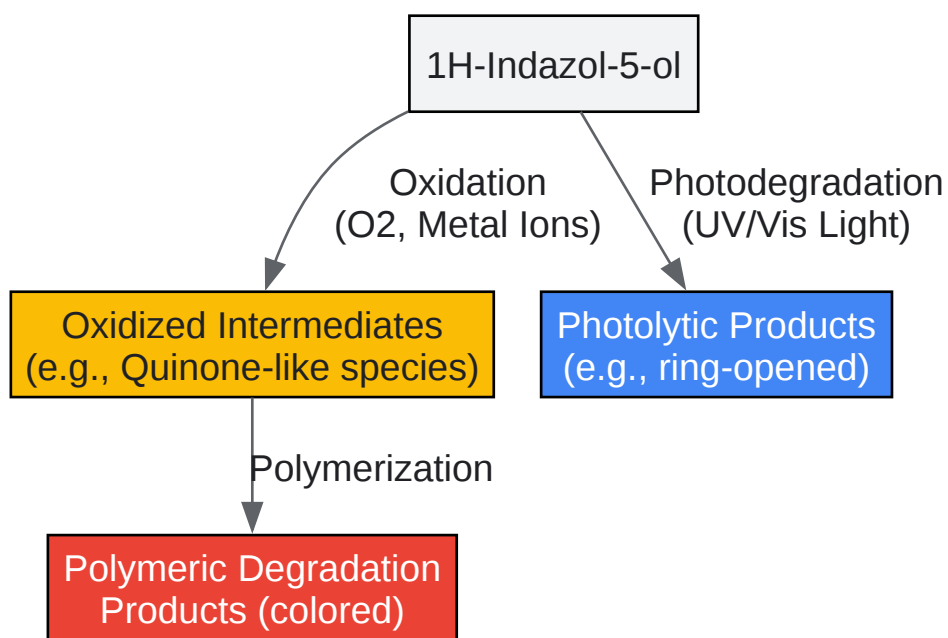 1H-Indazol-5-ol
Oxidation
(O2, Metal Ions)
Photodegradation
(UV/Vis Light)
Oxidized Intermediates
(e.g., Quinone-like species)
Photolytic Products
(e.g., ring-opened)
Polymerization
Polymeric Degradation
Products (colored)